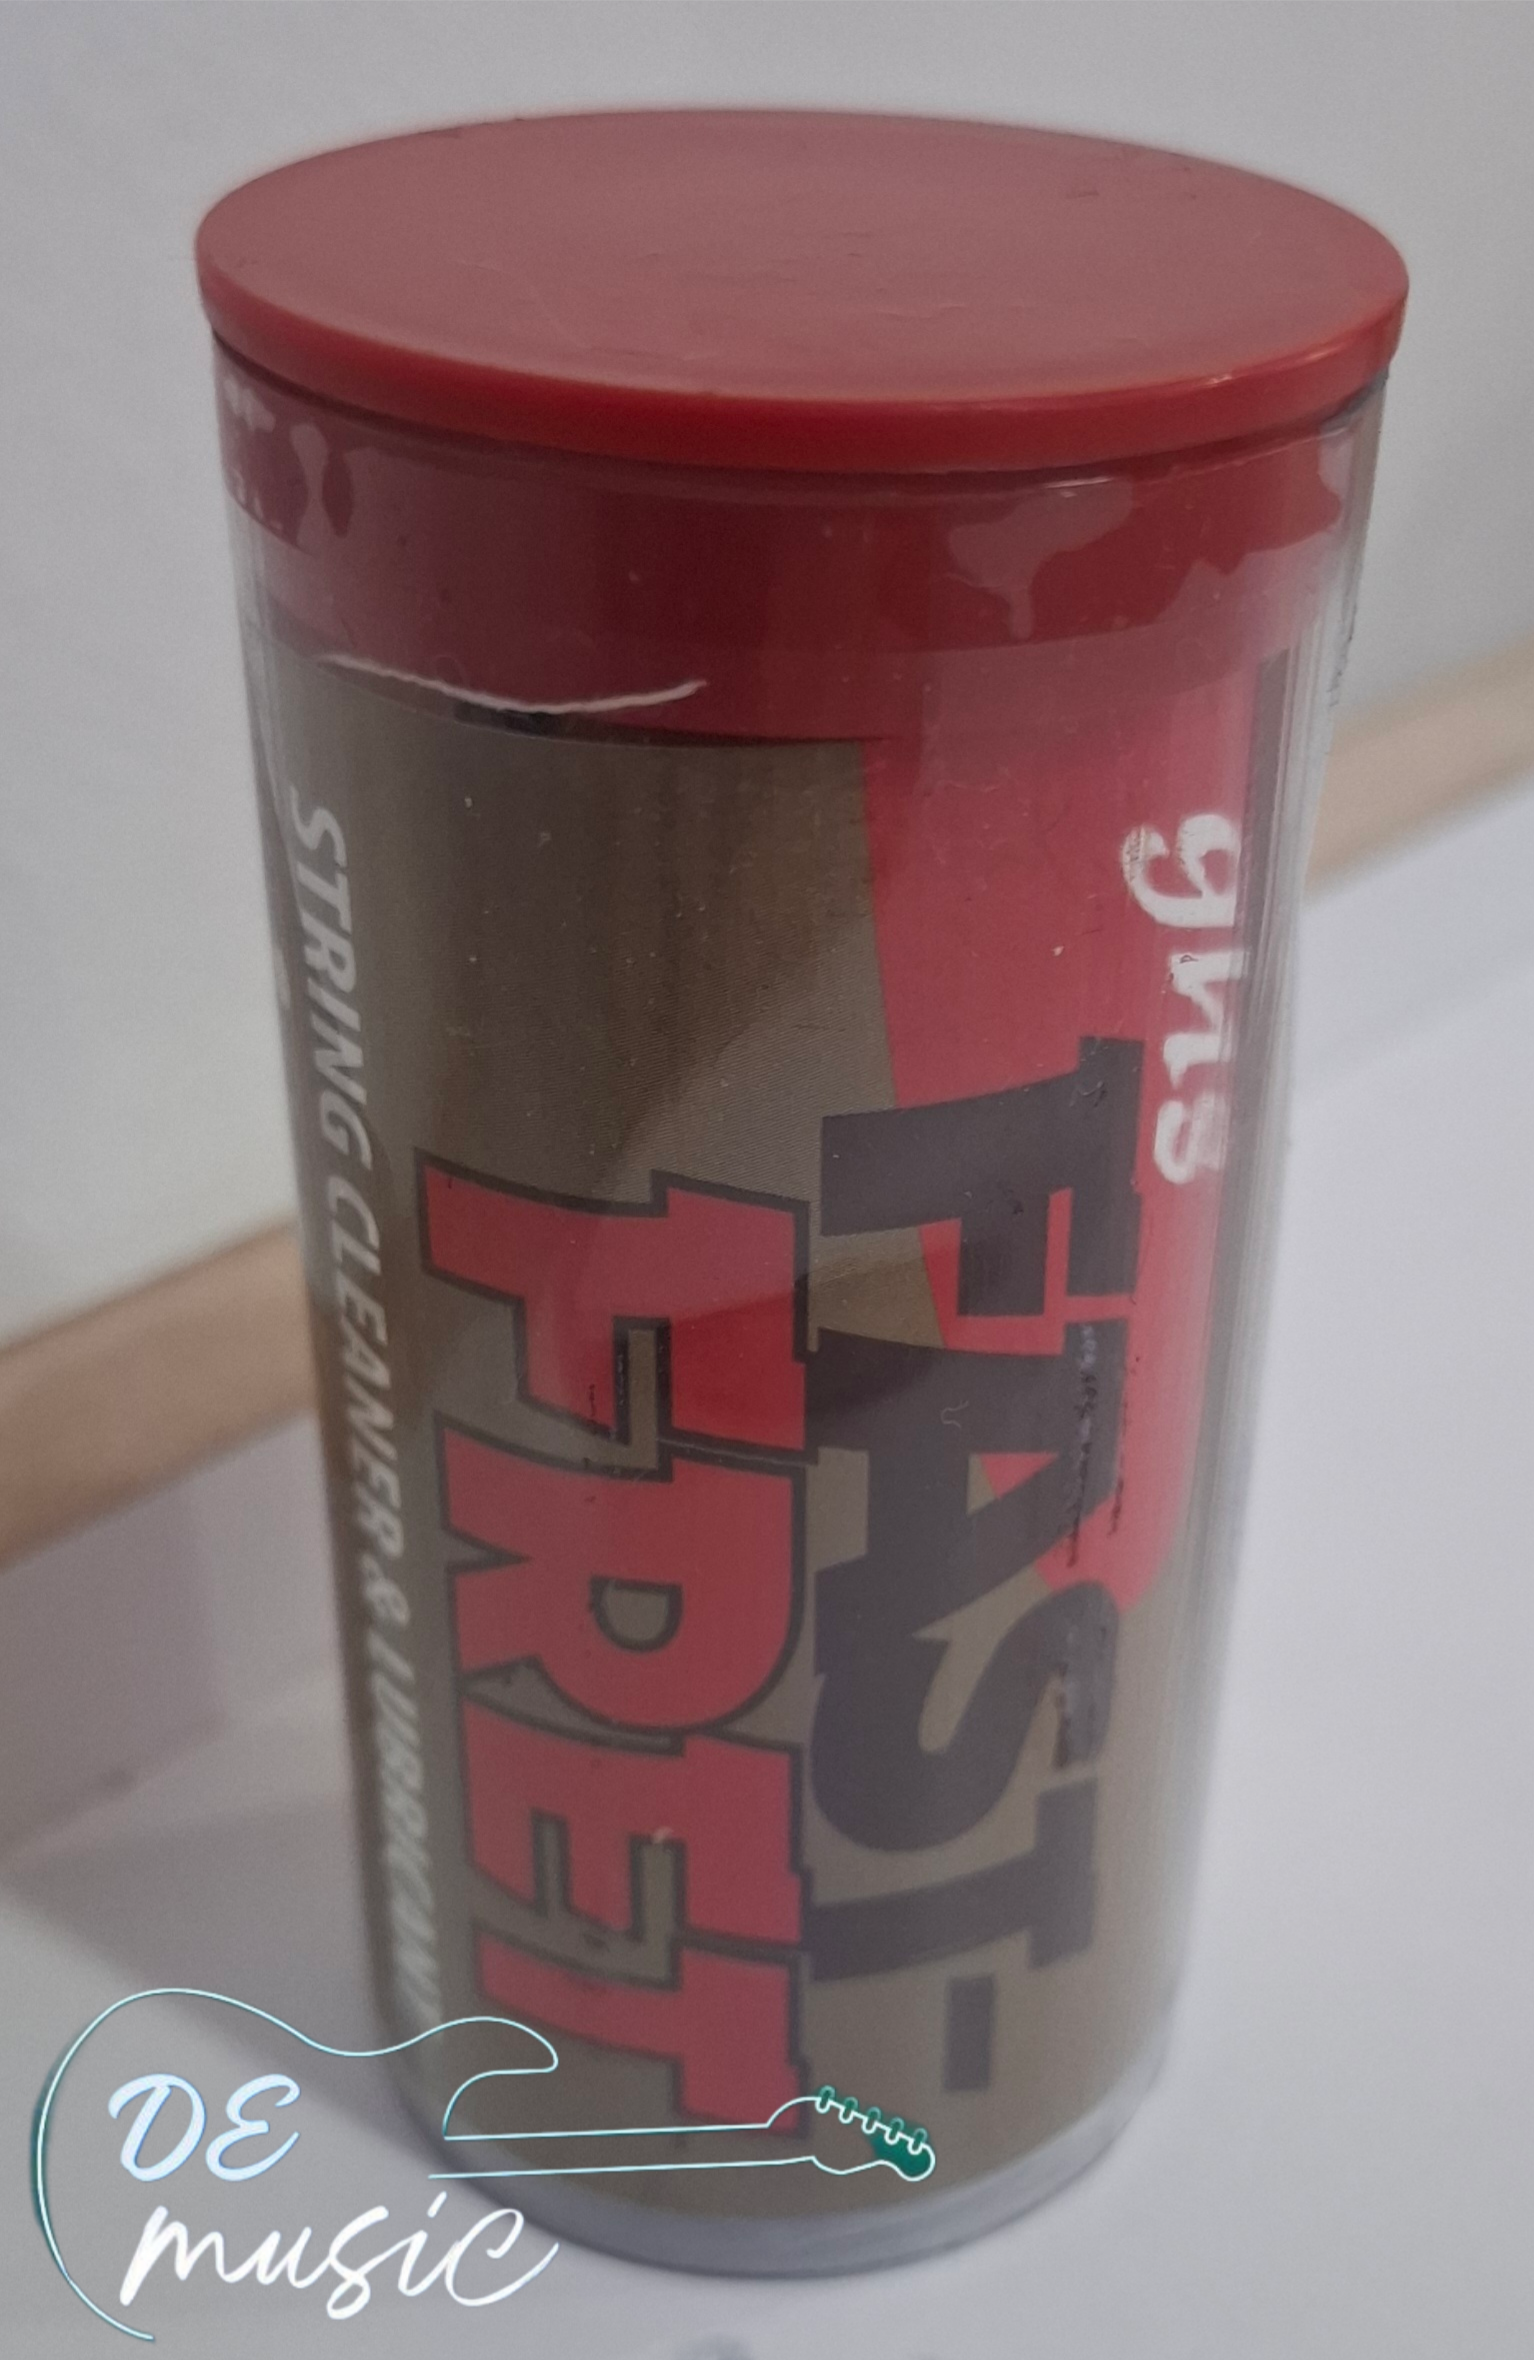 ghs
FAST-
FRET
STRING CLEANER & LUBRICANT
DE
music